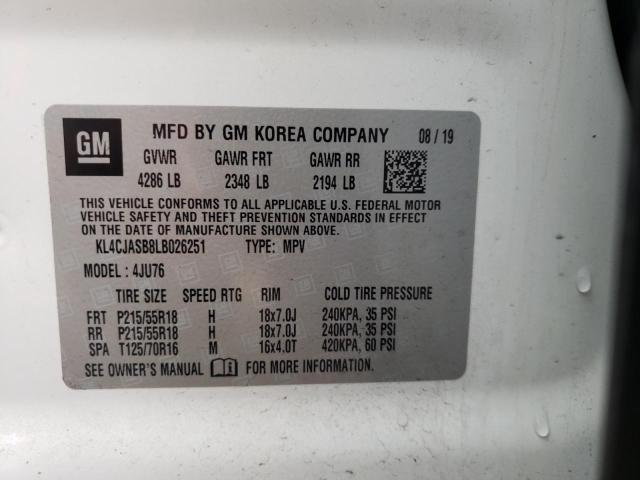 GM MFD BY GM KOREA COMPANY 08 / 19
GVWR GAWR FRT GAWR RR
4286 LB 2348 LB 2194 LB
THIS VEHICLE CONFORMS TO ALL APPLICABLE U.S. FEDERAL MOTOR
VEHICLE SAFETY AND THEFT PREVENTION STANDARDS IN EFFECT ON
THE DATE OF MANUFACTURE SHOWN ABOVE.
KL4CJASB8LB026251 TYPE: MPV
MODEL : 4JU76
TIRE SIZE SPEED RTG RIM COLD TIRE PRESSURE
FRT P215/55R18 H 18x7.0J 240KPA, 35 PSI
RR P215/55R18 H 18x7.0J 240KPA, 35 PSI
SPA T125/70R16 M 16x4.0T 420KPA, 60 PSI
SEE OWNER'S MANUAL FOR MORE INFORMATION.